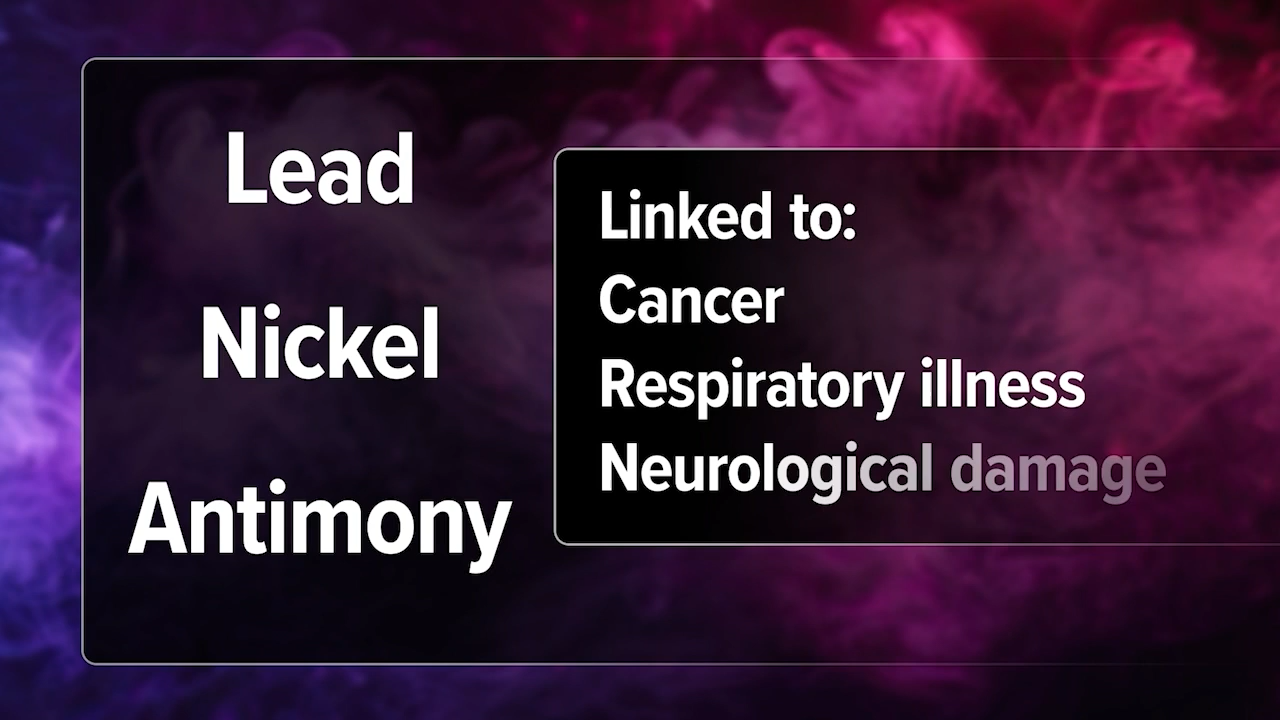 Lead
Nickel
Antimony
Linked to:
Cancer
Respiratory illness
Neurological damage